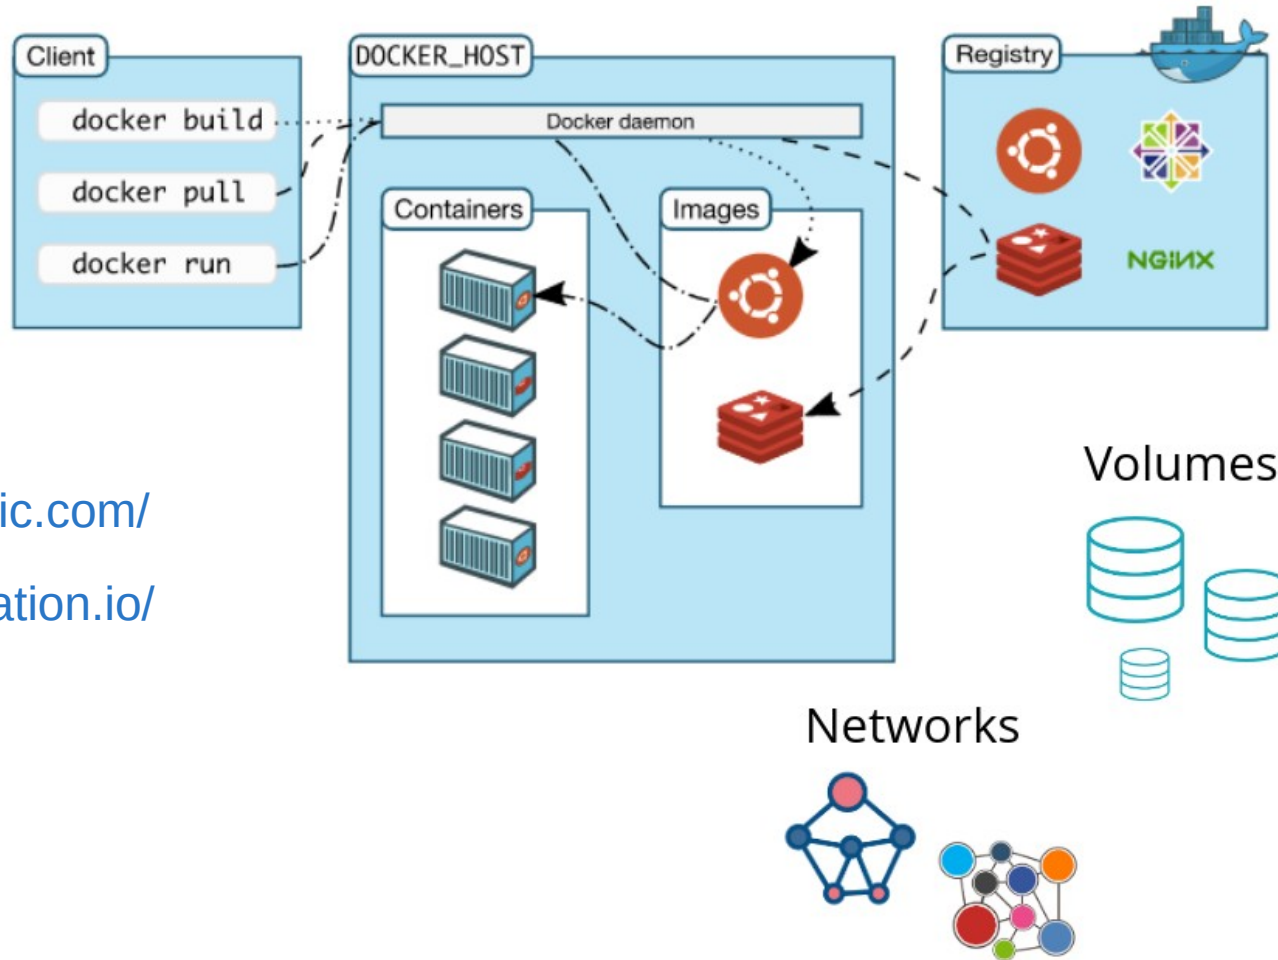 Client
docker build
docker pull
docker run
DOCKER_HOST
Docker daemon
Containers
Images
Registry
NGINX
ic.com/
ation.io/
Volumes
Networks